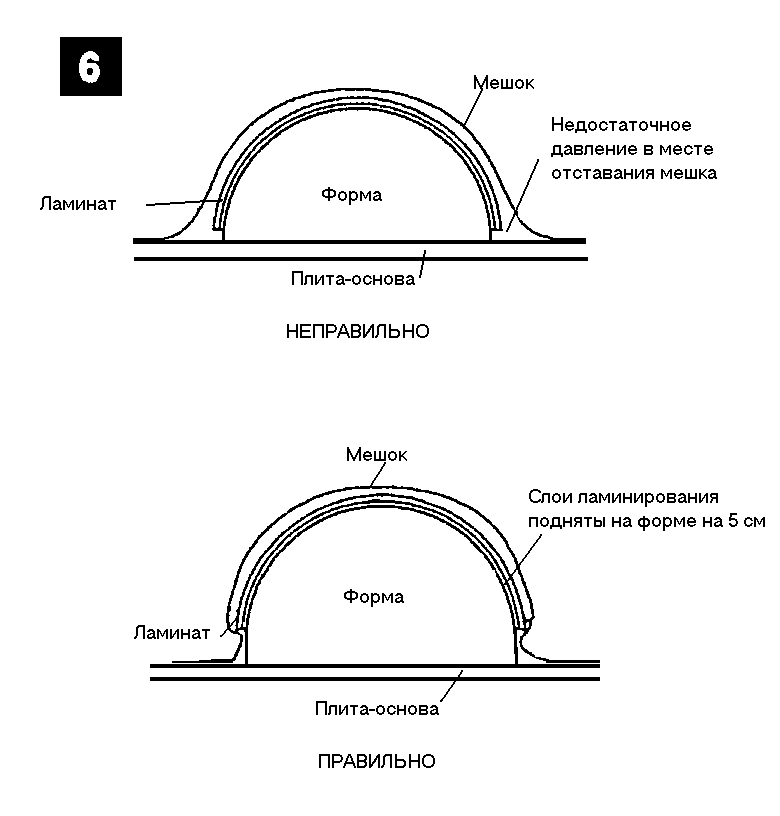 6
Мешок
Недостаточное
давление в месте
отставания мешка
Ламинат
Форма
Плита-основа
НЕПРАВИЛЬНО
Мешок
Слои ламинирования
подняты на форме на 5 см
Форма
Ламинат
Плита-основа
ПРАВИЛЬНО